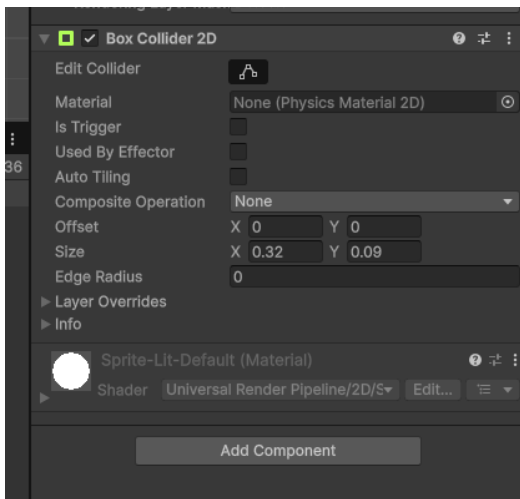 Box Collider 2D
Edit Collider
Material None (Physics Material 2D)
Is Trigger
Used By Effector
Auto Tiling
Composite Operation None
Offset X 0 Y 0
Size X 0.32 Y 0.09
Edge Radius 0
Layer Overrides
Info
36
Sprite-Lit-Default (Material)
Shader Universal Render Pipeline/2D/S Edit...
Add Component